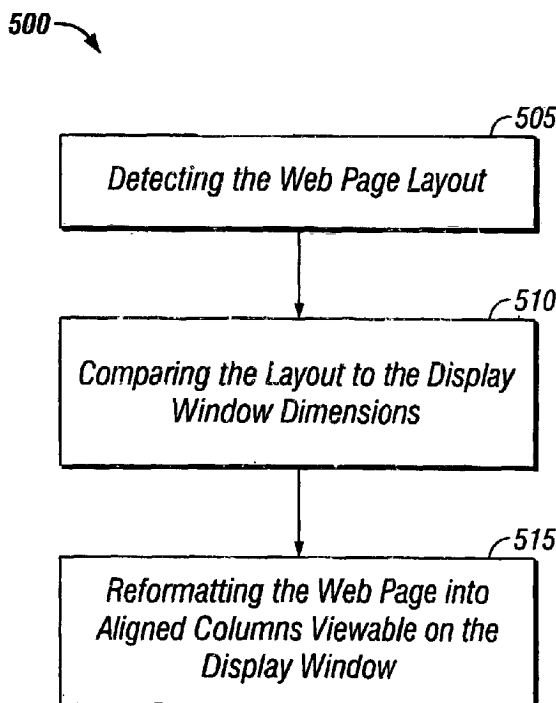 500
505
Detecting the Web Page Layout
510
Comparing the Layout to the Display
Window Dimensions
515
Reformatting the Web Page into
Aligned Columns Viewable on the
Display Window